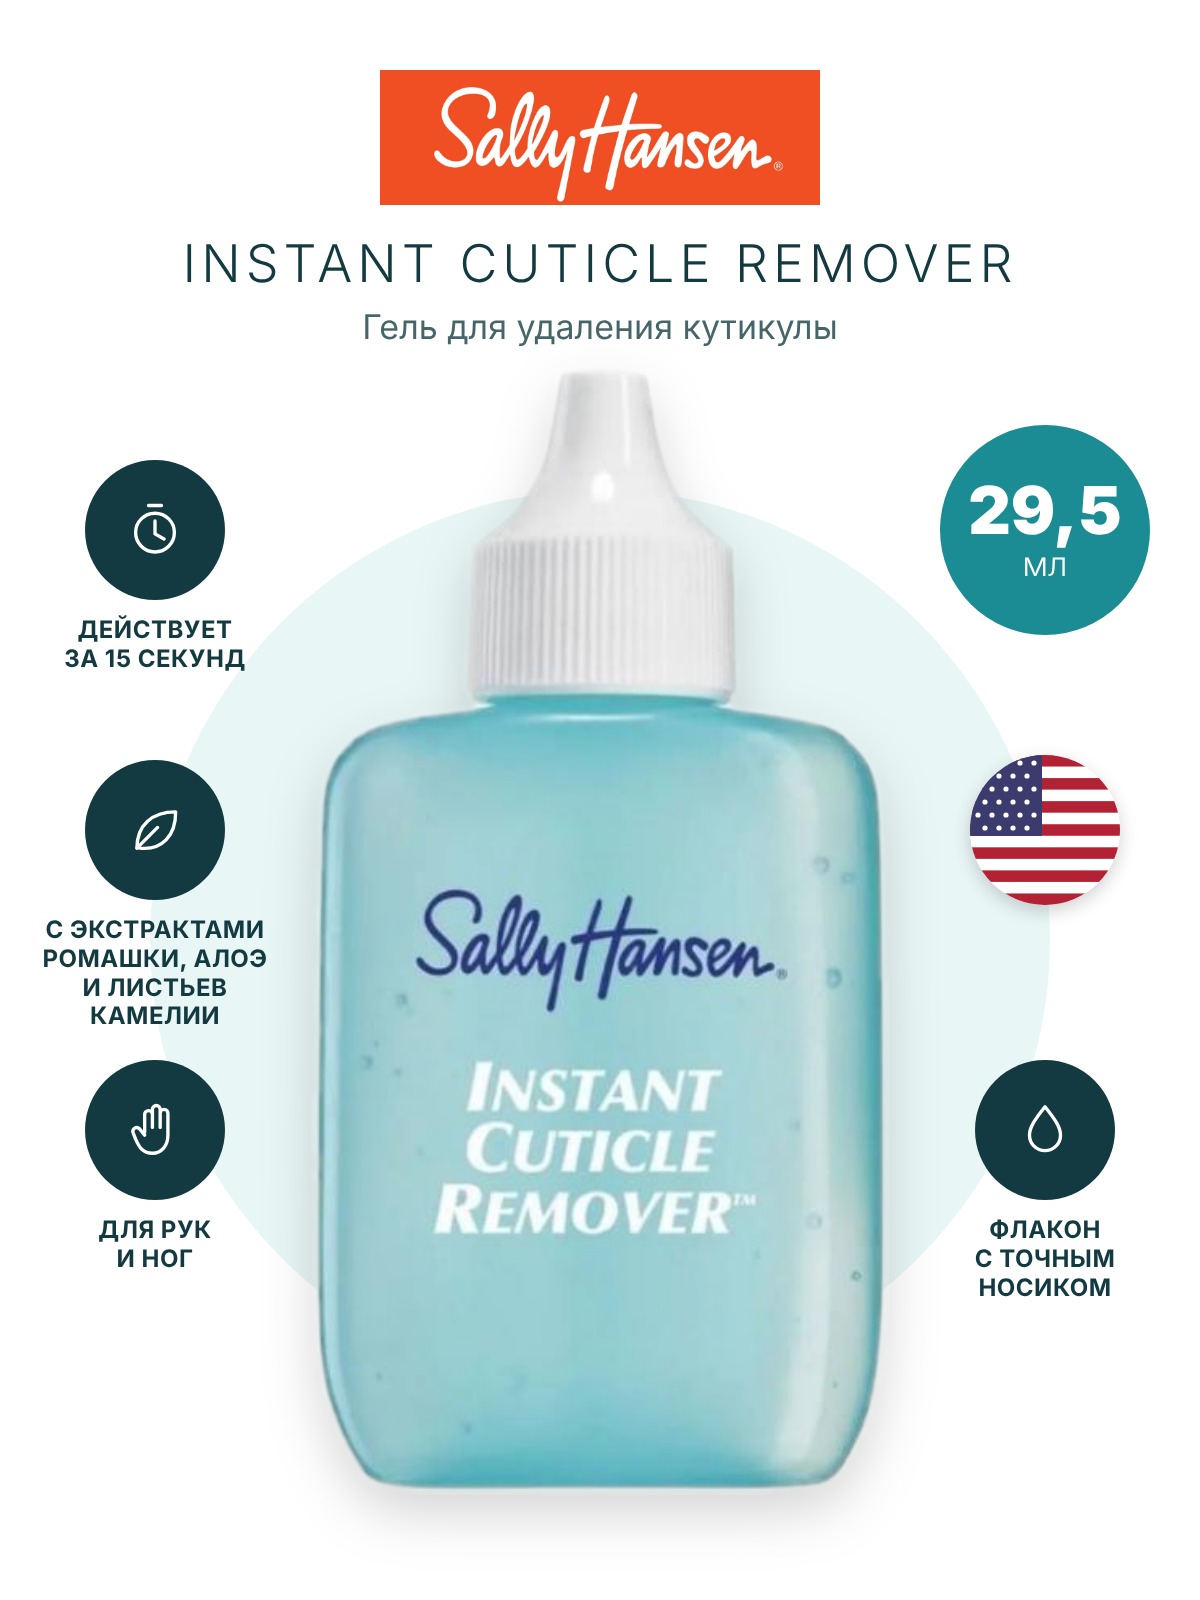 Sally Hansen®
INSTANT CUTICLE REMOVER
Гель для удаления кутикулы
29,5
МЛ
ДЕЙСТВУЕТ
ЗА 15 СЕКУНД
С ЭКСТРАКТАМИ
РОМАШКИ, АЛОЭ
И ЛИСТЬЕВ
КАМЕЛИИ
ДЛЯ РУК
И НОГ
Sally Hansen®
INSTANT
CUTICLE
REMOVER™
ФЛАКОН
С ТОЧНЫМ
НОСИКОМ